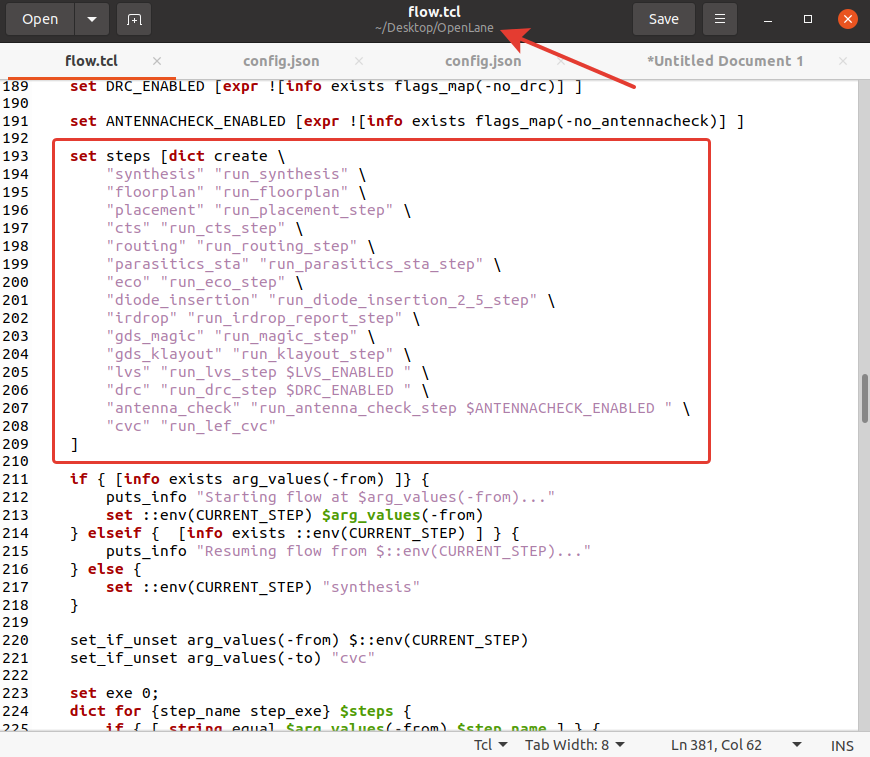 Open
flow.tcl
~/Desktop/OpenLane
Save
flow.tcl
config.json
config.json
*Untitled Document 1
189 set DRC_ENABLED [expr ![info exists flags_map(-no_drc)] ]
190
191 set ANTENNACHECK_ENABLED [expr ![info exists flags_map(-no_antennacheck)] ]
192
193 set steps [dict create \
194 "synthesis" "run_synthesis" \
195 "floorplan" "run_floorplan" \
196 "placement" "run_placement_step" \
197 "cts" "run_cts_step" \
198 "routing" "run_routing_step" \
199 "parasitics_sta" "run_parasitics_sta_step" \
200 "eco" "run_eco_step" \
201 "diode_insertion" "run_diode_insertion_2_5_step" \
202 "irdrop" "run_irdrop_report_step" \
203 "gds_magic" "run_magic_step" \
204 "gds_klayout" "run_klayout_step" \
205 "lvs" "run_lvs_step $LVS_ENABLED " \
206 "drc" "run_drc_step $DRC_ENABLED " \
207 "antenna_check" "run_antenna_check_step $ANTENNACHECK_ENABLED " \
208 "cvc" "run_lef_cvc"
209 ]
210
211 if { [info exists arg_values(-from) ]} {
212 puts_info "Starting flow at $arg_values(-from)..."
213 set ::env(CURRENT_STEP) $arg_values(-from)
214 } elseif {  [info exists ::env(CURRENT_STEP) ] } {
215 puts_info "Resuming flow from $::env(CURRENT_STEP)..."
216 } else {
217 set ::env(CURRENT_STEP) "synthesis"
218 }
219
220 set_if_unset arg_values(-from) $::env(CURRENT_STEP)
221 set_if_unset arg_values(-to) "cvc"
222
223 set exe 0;
224 dict for {step_name step_exe} $steps {
225 if { [ string equal $arg_values(-from) $step_name ] } {
Tcl
Tab Width: 8
Ln 381, Col 62
INS